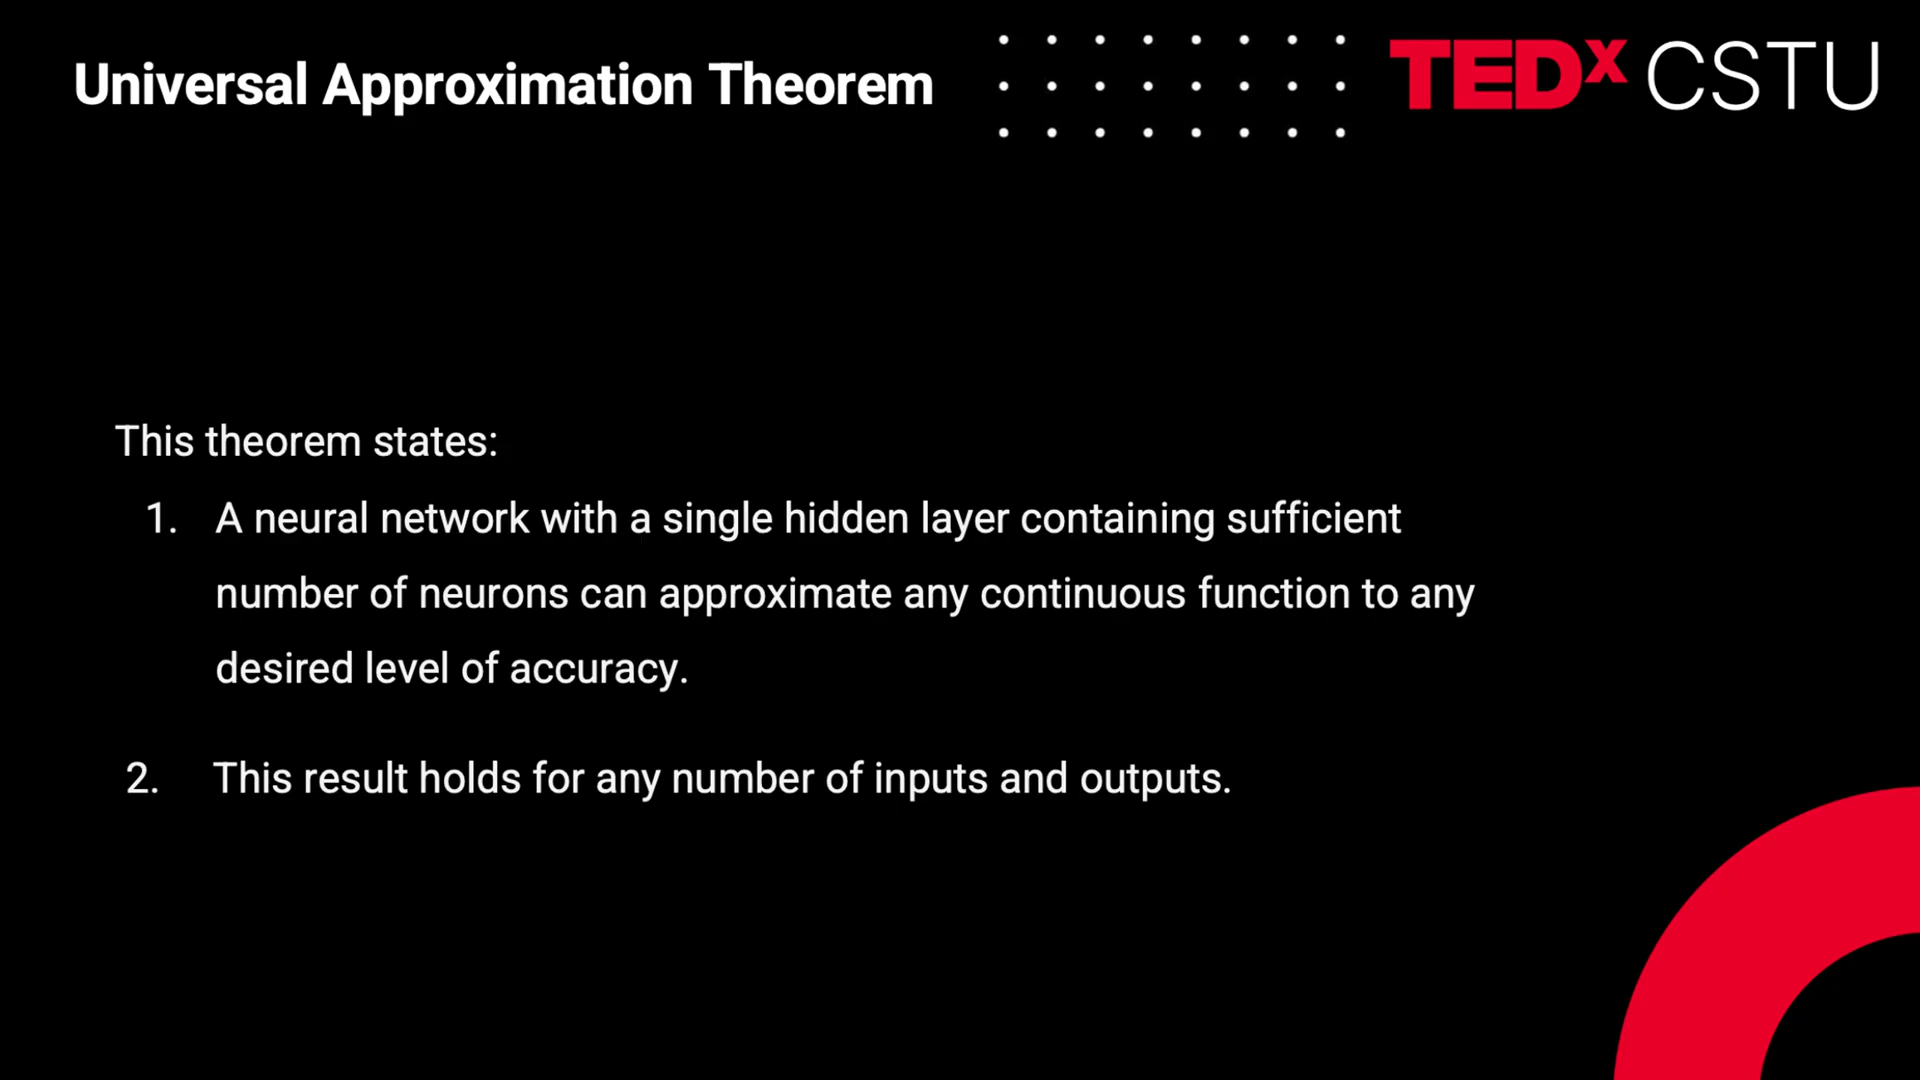 Universal Approximation Theorem
TEDx CSTU
This theorem states:
1. A neural network with a single hidden layer containing sufficient
number of neurons can approximate any continuous function to any
desired level of accuracy.
2. This result holds for any number of inputs and outputs.